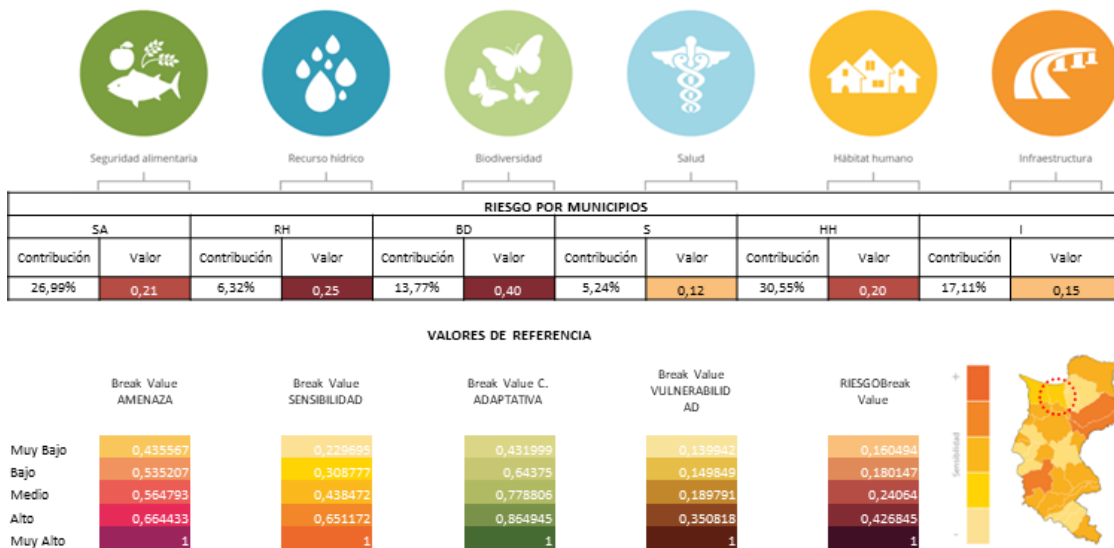 Seguridad alimentaria Recurso hídrico Biodiversidad Salud Hábitat humano Infraestructura
RIESGO POR MUNICIPIOS
SA RH BD S HH I
Contribución Valor Contribución Valor Contribución Valor Contribución Valor Contribución Valor Contribución Valor
26,99% 0,21 6,32% 0,25 13,77% 0,40 5,24% 0,12 30,55% 0,20 17,11% 0,15
VALORES DE REFERENCIA
Break Value
AMENAZA
Break Value
SENSIBILIDAD
Break Value C.
ADAPTATIVA
Break Value
VULNERABILID
AD
RIESGOBreak
Value
Muy Bajo 0,435567 0,229695 0,431999 0,139942 0,160494
Bajo 0,535207 0,308777 0,64375 0,149849 0,180147
Medio 0,564793 0,438472 0,778806 0,189791 0,24064
Alto 0,664433 0,651172 0,864945 0,350818 0,426845
Muy Alto 1 1 1 1 1
+
Sensibilidad
-